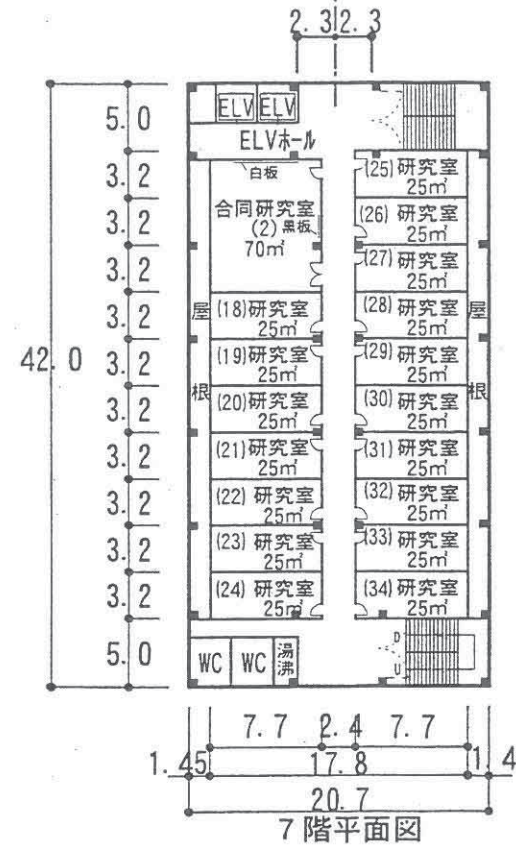 2.3 2.3
5.0
ELV ELV
ELVホール
3.2
白板
(25)研究室
25㎡
合同研究室
(2) 黒板
70㎡
3.2
(26) 研究室
25㎡
3.2
(27) 研究室
25㎡
3.2
屋根
(18)研究室
25㎡
(28) 研究室
25㎡
屋根
42.0
3.2
(19)研究室
25㎡
(29) 研究室
25㎡
3.2
(20)研究室
25㎡
(30) 研究室
25㎡
3.2
(21)研究室
25㎡
(31) 研究室
25㎡
3.2
(22) 研究室
25㎡
(32) 研究室
25㎡
3.2
(23) 研究室
25㎡
(33)研究室
25㎡
3.2
(24) 研究室
25㎡
(34) 研究室
25㎡
5.0
WC WC 湯沸
D
U
7.7 2.4 7.7
1.45 17.8 1.4
20.7
7階平面図